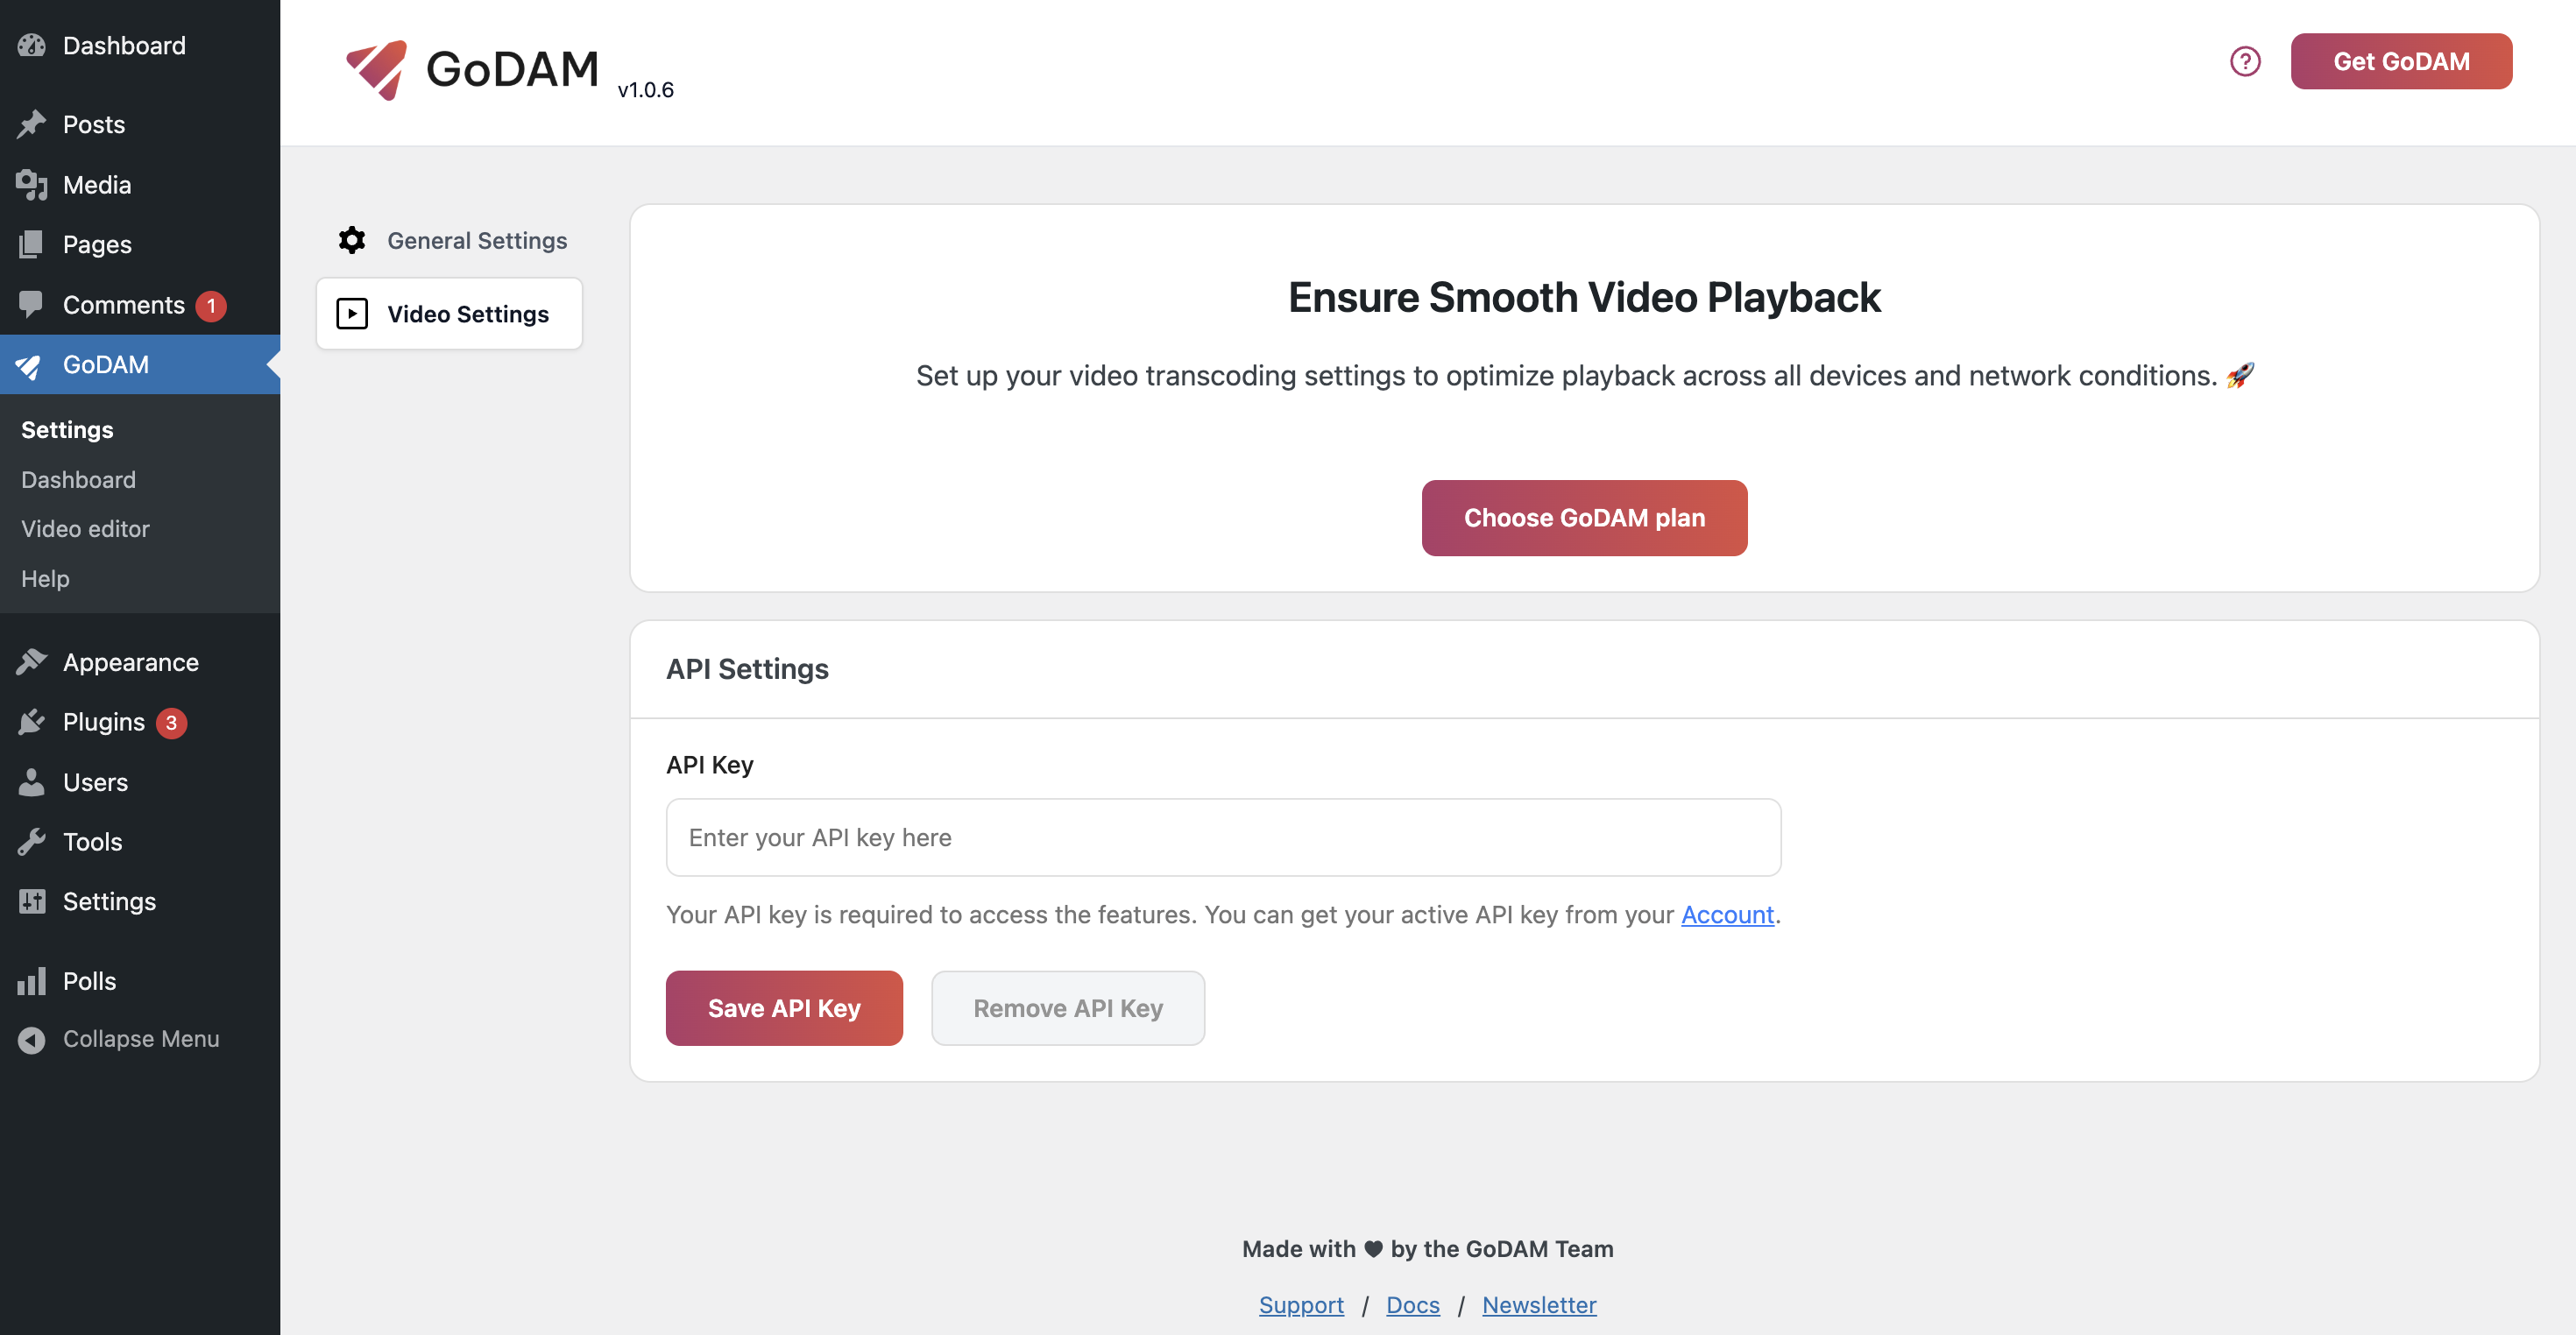 Dashboard
Posts
Media
Pages
Comments 1
GoDAM
Settings
Dashboard
Video editor
Help
Appearance
Plugins 3
Users
Tools
Settings
Polls
Collapse Menu
GoDAM v1.0.6
Get GoDAM
General Settings
Video Settings
Ensure Smooth Video Playback
Set up your video transcoding settings to optimize playback across all devices and network conditions. 🚀
Choose GoDAM plan
API Settings
API Key
Enter your API key here
Your API key is required to access the features. You can get your active API key from your Account.
Save API Key Remove API Key
Made with ♥ by the GoDAM Team
Support / Docs / Newsletter